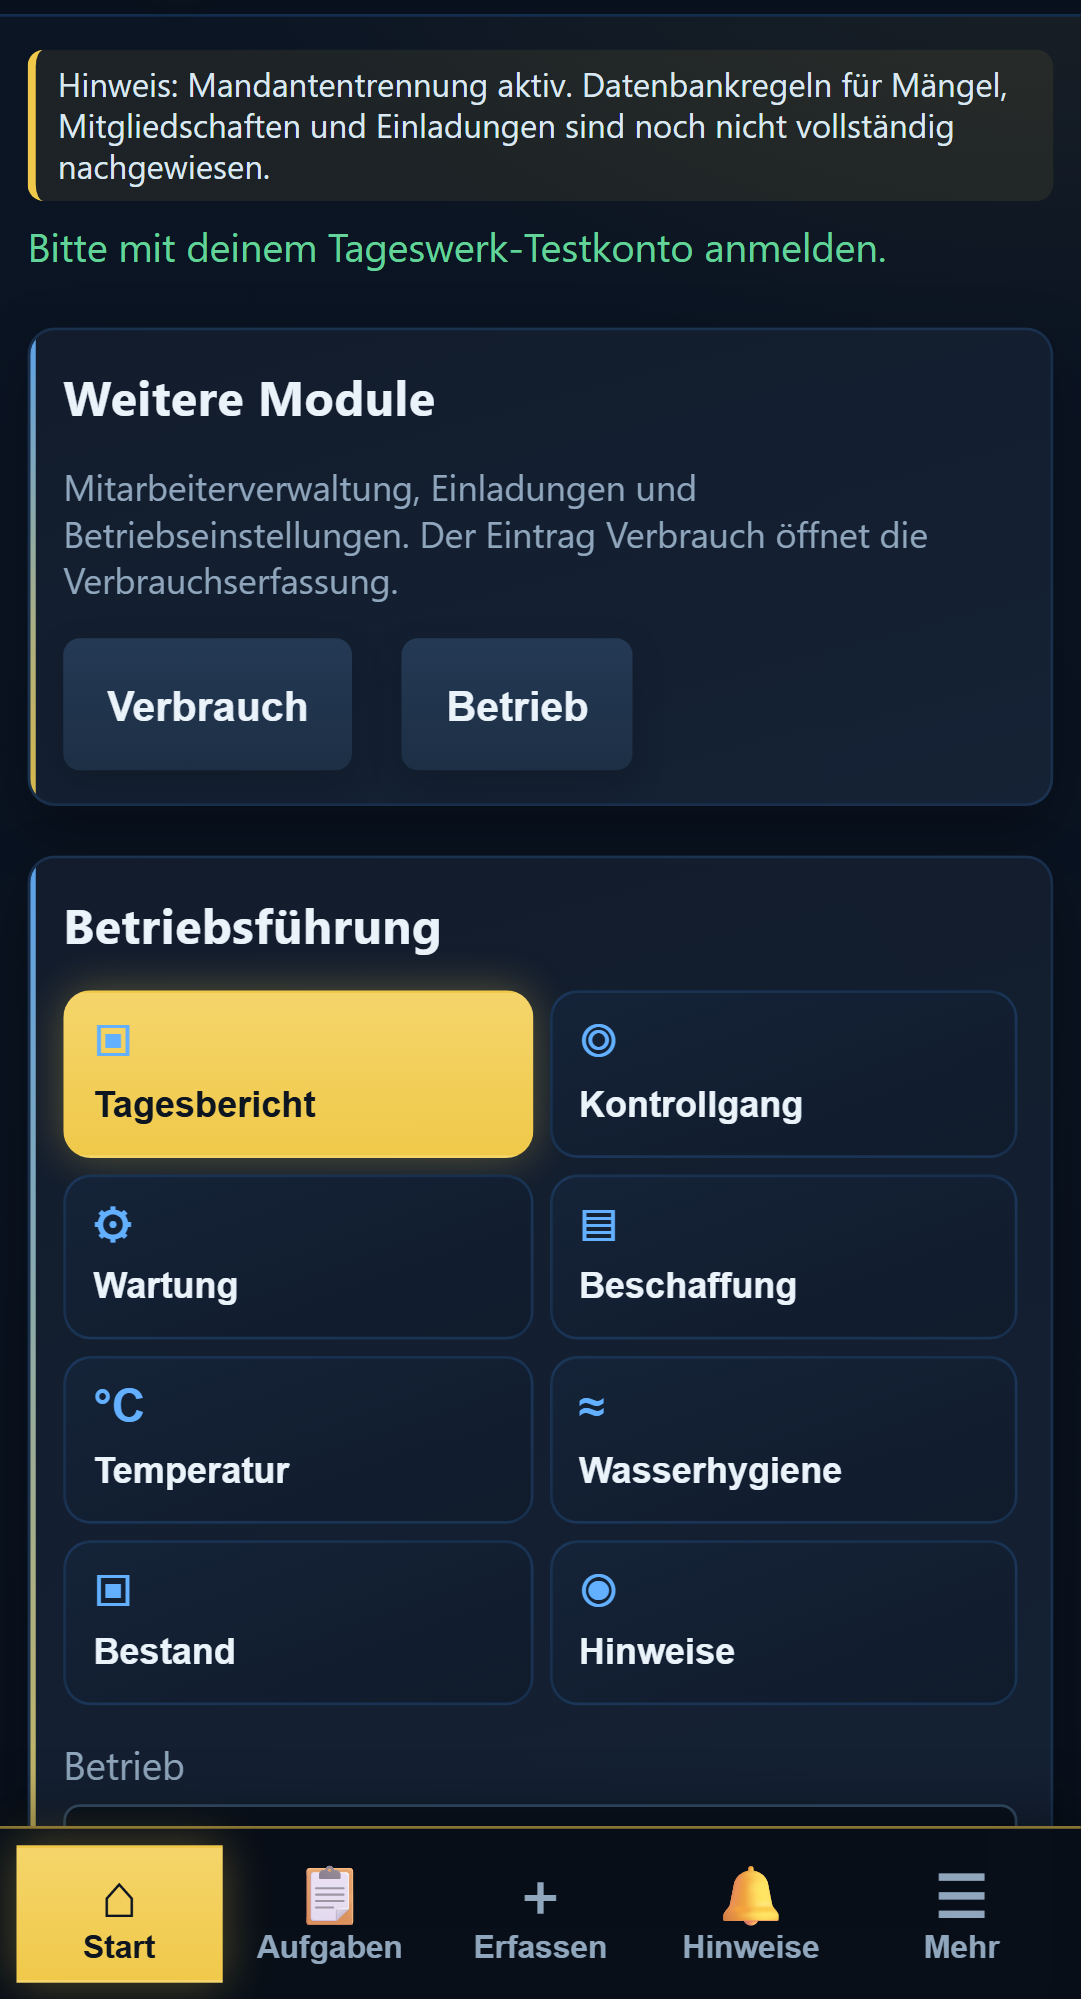 Hinweis: Mandantentrennung aktiv. Datenbankregeln für Mängel,
Mitgliedschaften und Einladungen sind noch nicht vollständig
nachgewiesen.
Bitte mit deinem Tageswerk-Testkonto anmelden.
Weitere Module
Mitarbeiterverwaltung, Einladungen und
Betriebseinstellungen. Der Eintrag Verbrauch öffnet die
Verbrauchserfassung.
Verbrauch
Betrieb
Betriebsführung
Tagesbericht
Kontrollgang
Wartung
Beschaffung
°C
Temperatur
≈
Wasserhygiene
Bestand
Hinweise
Betrieb
Start
Aufgaben
+
Erfassen
Hinweise
Mehr